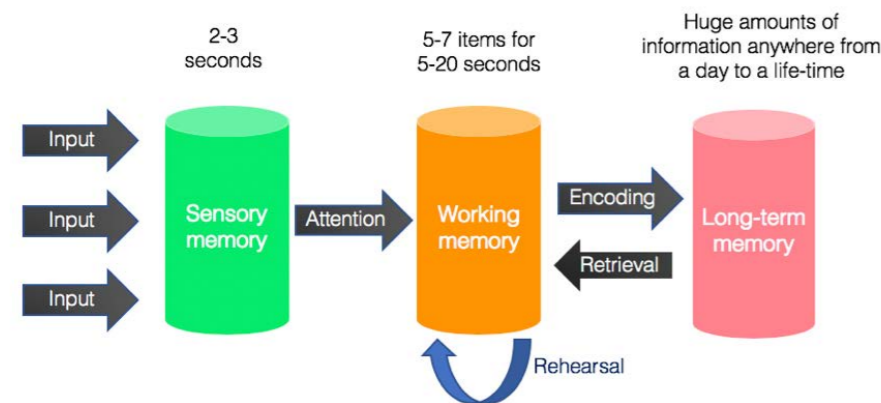 2-3
seconds
5-7 items for
5-20 seconds
Huge amounts of
information anywhere from
a day to a life-time
Input
Input
Input
Sensory
memory
Attention
Working
memory
Encoding
Retrieval
Long-term
memory
Rehearsal